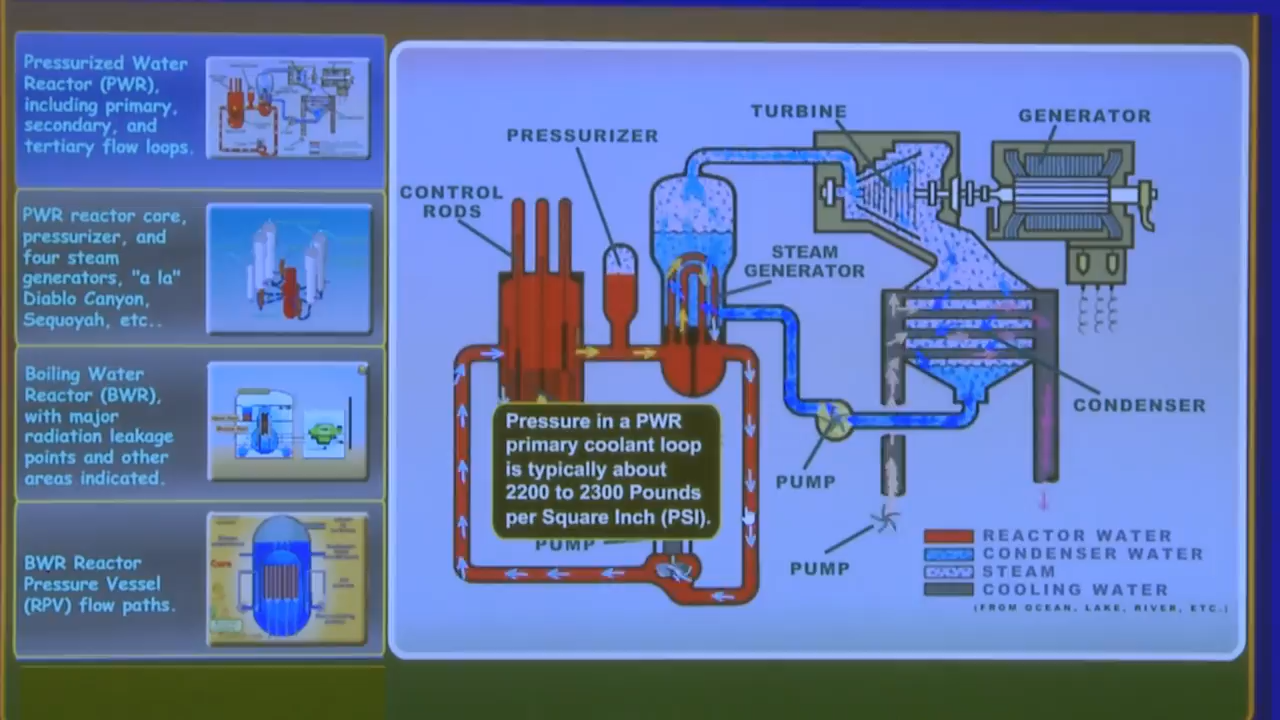 Pressurized Water
Reactor (PWR),
including primary,
secondary, and
tertiary flow loops.
PWR reactor core,
pressurizer, and
four steam
generators, "a la"
Diablo Canyon,
Sequoyah, etc..
Boiling Water
Reactor (BWR),
with major
radiation leakage
points and other
areas indicated.
BWR Reactor
Pressure Vessel
(RPV) flow paths.
TURBINE
GENERATOR
PRESSURIZER
CONTROL
RODS
STEAM
GENERATOR
CONDENSER
Pressure in a PWR
primary coolant loop
is typically about
2200 to 2300 Pounds
per Square Inch (PSI).
PUMP
PUMP
PUMP
REACTOR WATER
CONDENSER WATER
STEAM
COOLING WATER
(FROM OCEAN, LAKE, RIVER, ETC.)
Core